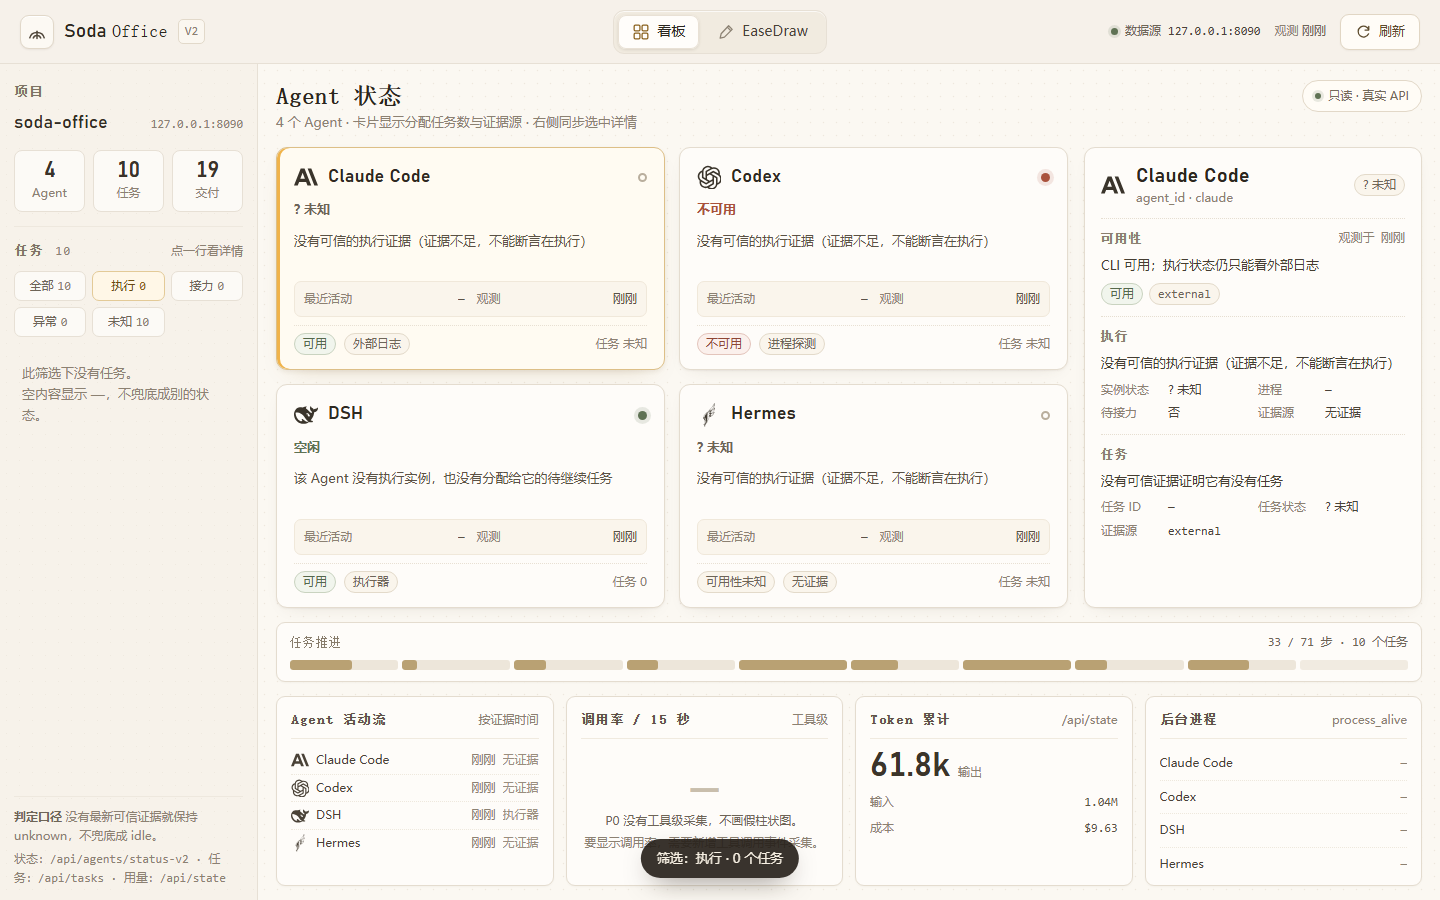 Soda Office V2
看板
EaseDraw
数据源 127.0.0.1:8090 观测 刚刚
刷新
项目
soda-office 127.0.0.1:8090
4 10 19
Agent 任务 交付
任务 10 点一行看详情
全部 10 执行 0 接力 0
异常 0 未知 10
此筛选下没有任务。
空内容显示 —，不兜底成别的状
态。
判定口径 没有最新可信证据就保持
unknown，不兜底成 idle。
状态: /api/agents/status-v2 · 任
务: /api/tasks · 用量: /api/state
Agent 状态
4 个 Agent · 卡片显示分配任务数与证据源 · 右侧同步选中详情
只读 · 真实 API
Claude Code
? 未知
没有可信的执行证据（证据不足，不能断言在执行）
最近活动 — 观测 刚刚
可用 外部日志 任务 未知
Codex
不可用
没有可信的执行证据（证据不足，不能断言在执行）
最近活动 — 观测 刚刚
不可用 进程探测 任务 未知
DSH
空闲
该 Agent 没有执行实例，也没有分配给它的待继续任务
最近活动 — 观测 刚刚
可用 执行器 任务 0
Hermes
? 未知
没有可信的执行证据（证据不足，不能断言在执行）
最近活动 — 观测 刚刚
可用性未知 无证据 任务 未知
Claude Code
agent_id · claude
? 未知
可用性 观测于 刚刚
CLI 可用；执行状态仍只能看外部日志
可用 external
执行
没有可信的执行证据（证据不足，不能断言在执行）
实例状态 ? 未知 进程 —
待接力 否 证据源 无证据
任务
没有可信证据证明它有没有任务
任务 ID — 任务状态 ? 未知
证据源 external
任务推进 33 / 71 步 · 10 个任务
Agent 活动流 按证据时间
Claude Code 刚刚 无证据
Codex 刚刚 无证据
DSH 刚刚 执行器
Hermes 刚刚 无证据
调用率 / 15 秒 工具级
—
P0 没有工具级采集，不画假柱状图。
要显示调用率，需要新增工具调用事件采集。
筛选：执行 · 0 个任务
Token 累计 /api/state
61.8k 输出
输入 1.04M
成本 $9.63
后台进程 process_alive
Claude Code —
Codex —
DSH —
Hermes —